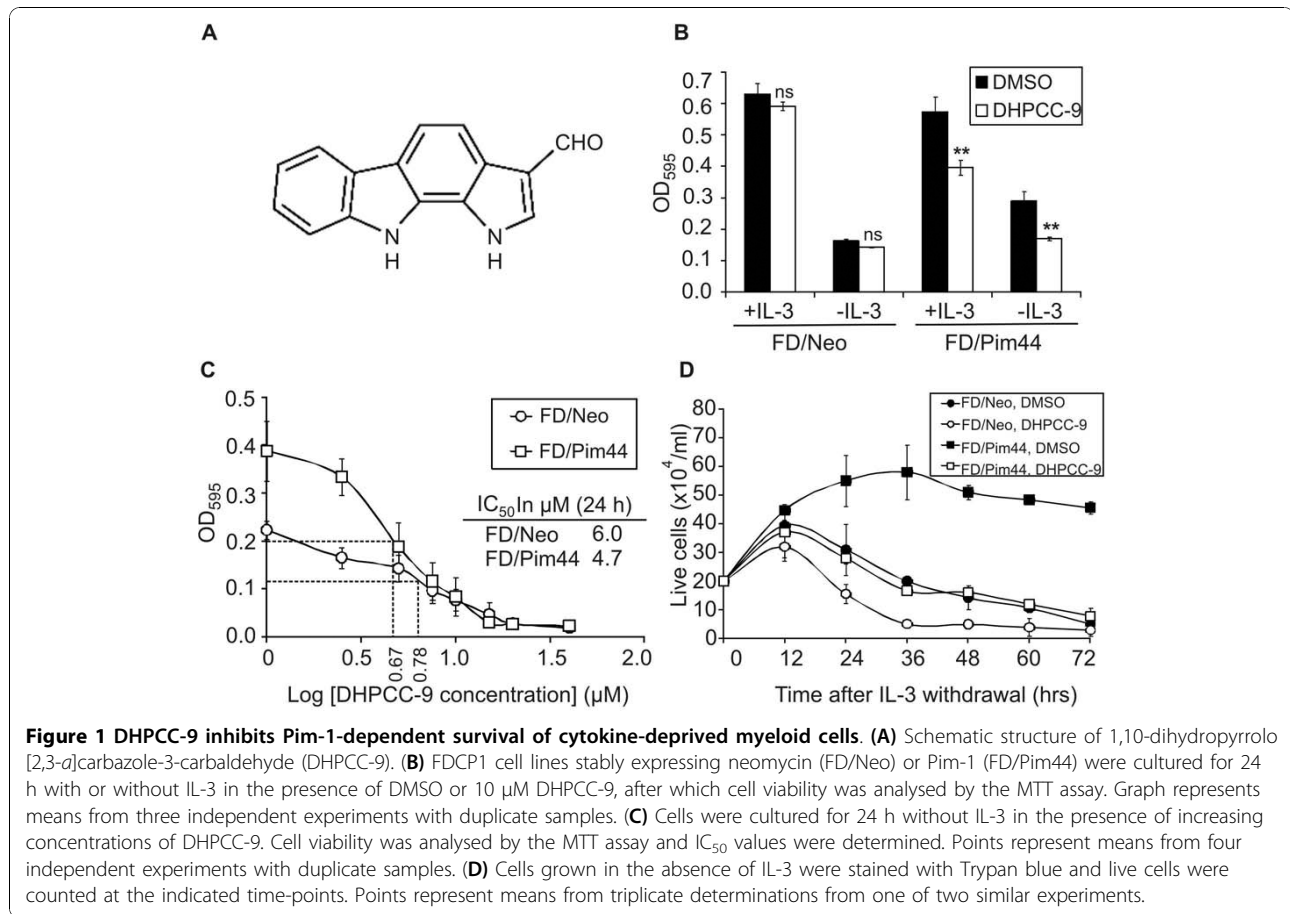 A
CHO
N
H
N
H
B
DMSO
DHPCC-9
OD595
0.7
0.6
0.5
0.4
0.3
0.2
0.1
0.0
ns
ns
**
**
+IL-3 -IL-3 +IL-3 -IL-3
FD/Neo FD/Pim44
C
FD/Neo
FD/Pim44
OD595
0.5
0.4
0.3
0.2
0.1
0.0
IC50In µM (24 h)
FD/Neo 6.0
FD/Pim44 4.7
0 0.5 1.0 1.5 2.0
0.67
0.78
Log [DHPCC-9 concentration] (µM)
D
FD/Neo, DMSO
FD/Neo, DHPCC-9
FD/Pim44, DMSO
FD/Pim44, DHPCC-9
Live cells (x10⁴/ml)
80
70
60
50
40
30
20
10
0
0 12 24 36 48 60 72
Time after IL-3 withdrawal (hrs)
Figure 1 DHPCC-9 inhibits Pim-1-dependent survival of cytokine-deprived myeloid cells. (A) Schematic structure of 1,10-dihydropyrrolo
[2,3-a]carbazole-3-carbaldehyde (DHPCC-9). (B) FDCP1 cell lines stably expressing neomycin (FD/Neo) or Pim-1 (FD/Pim44) were cultured for 24
h with or without IL-3 in the presence of DMSO or 10 µM DHPCC-9, after which cell viability was analysed by the MTT assay. Graph represents
means from three independent experiments with duplicate samples. (C) Cells were cultured for 24 h without IL-3 in the presence of increasing
concentrations of DHPCC-9. Cell viability was analysed by the MTT assay and IC50 values were determined. Points represent means from four
independent experiments with duplicate samples. (D) Cells grown in the absence of IL-3 were stained with Trypan blue and live cells were
counted at the indicated time-points. Points represent means from triplicate determinations from one of two similar experiments.